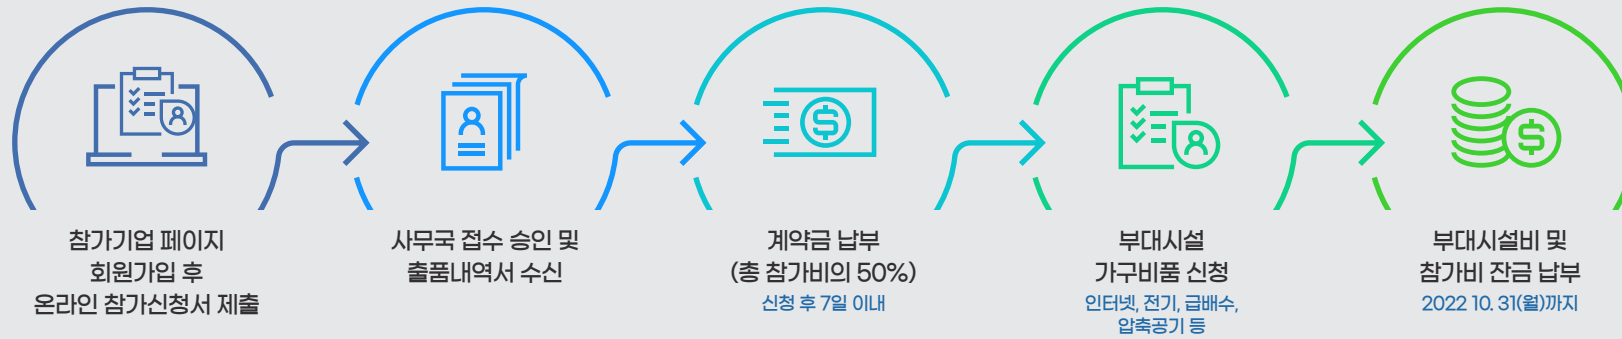 참가기업 페이지
회원가입 후
온라인 참가신청서 제출
사무국 접수 승인 및
출품내역서 수신
계약금 납부
(총 참가비의 50%)
신청 후 7일 이내
부대시설
가구비품 신청
인터넷, 전기, 급배수,
압축공기 등
부대시설비 및
참가비 잔금 납부
2022 10. 31(월)까지